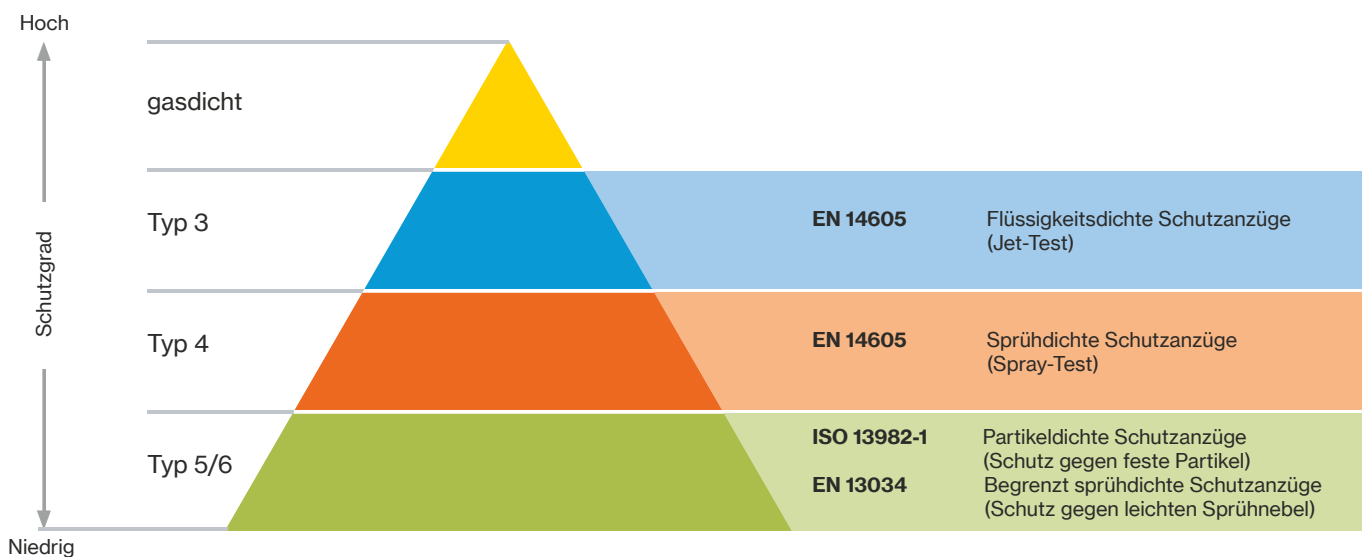 Hoch
gasdicht
Typ 3
EN 14605 Flüssigkeitsdichte Schutzanzüge
(Jet-Test)
Schutzgrad
Typ 4
EN 14605 Sprühdichte Schutzanzüge
(Spray-Test)
Typ 5/6
ISO 13982-1 Partikeldichte Schutzanzüge
(Schutz gegen feste Partikel)
EN 13034 Begrenzt sprühdichte Schutzanzüge
(Schutz gegen leichten Sprühnebel)
Niedrig